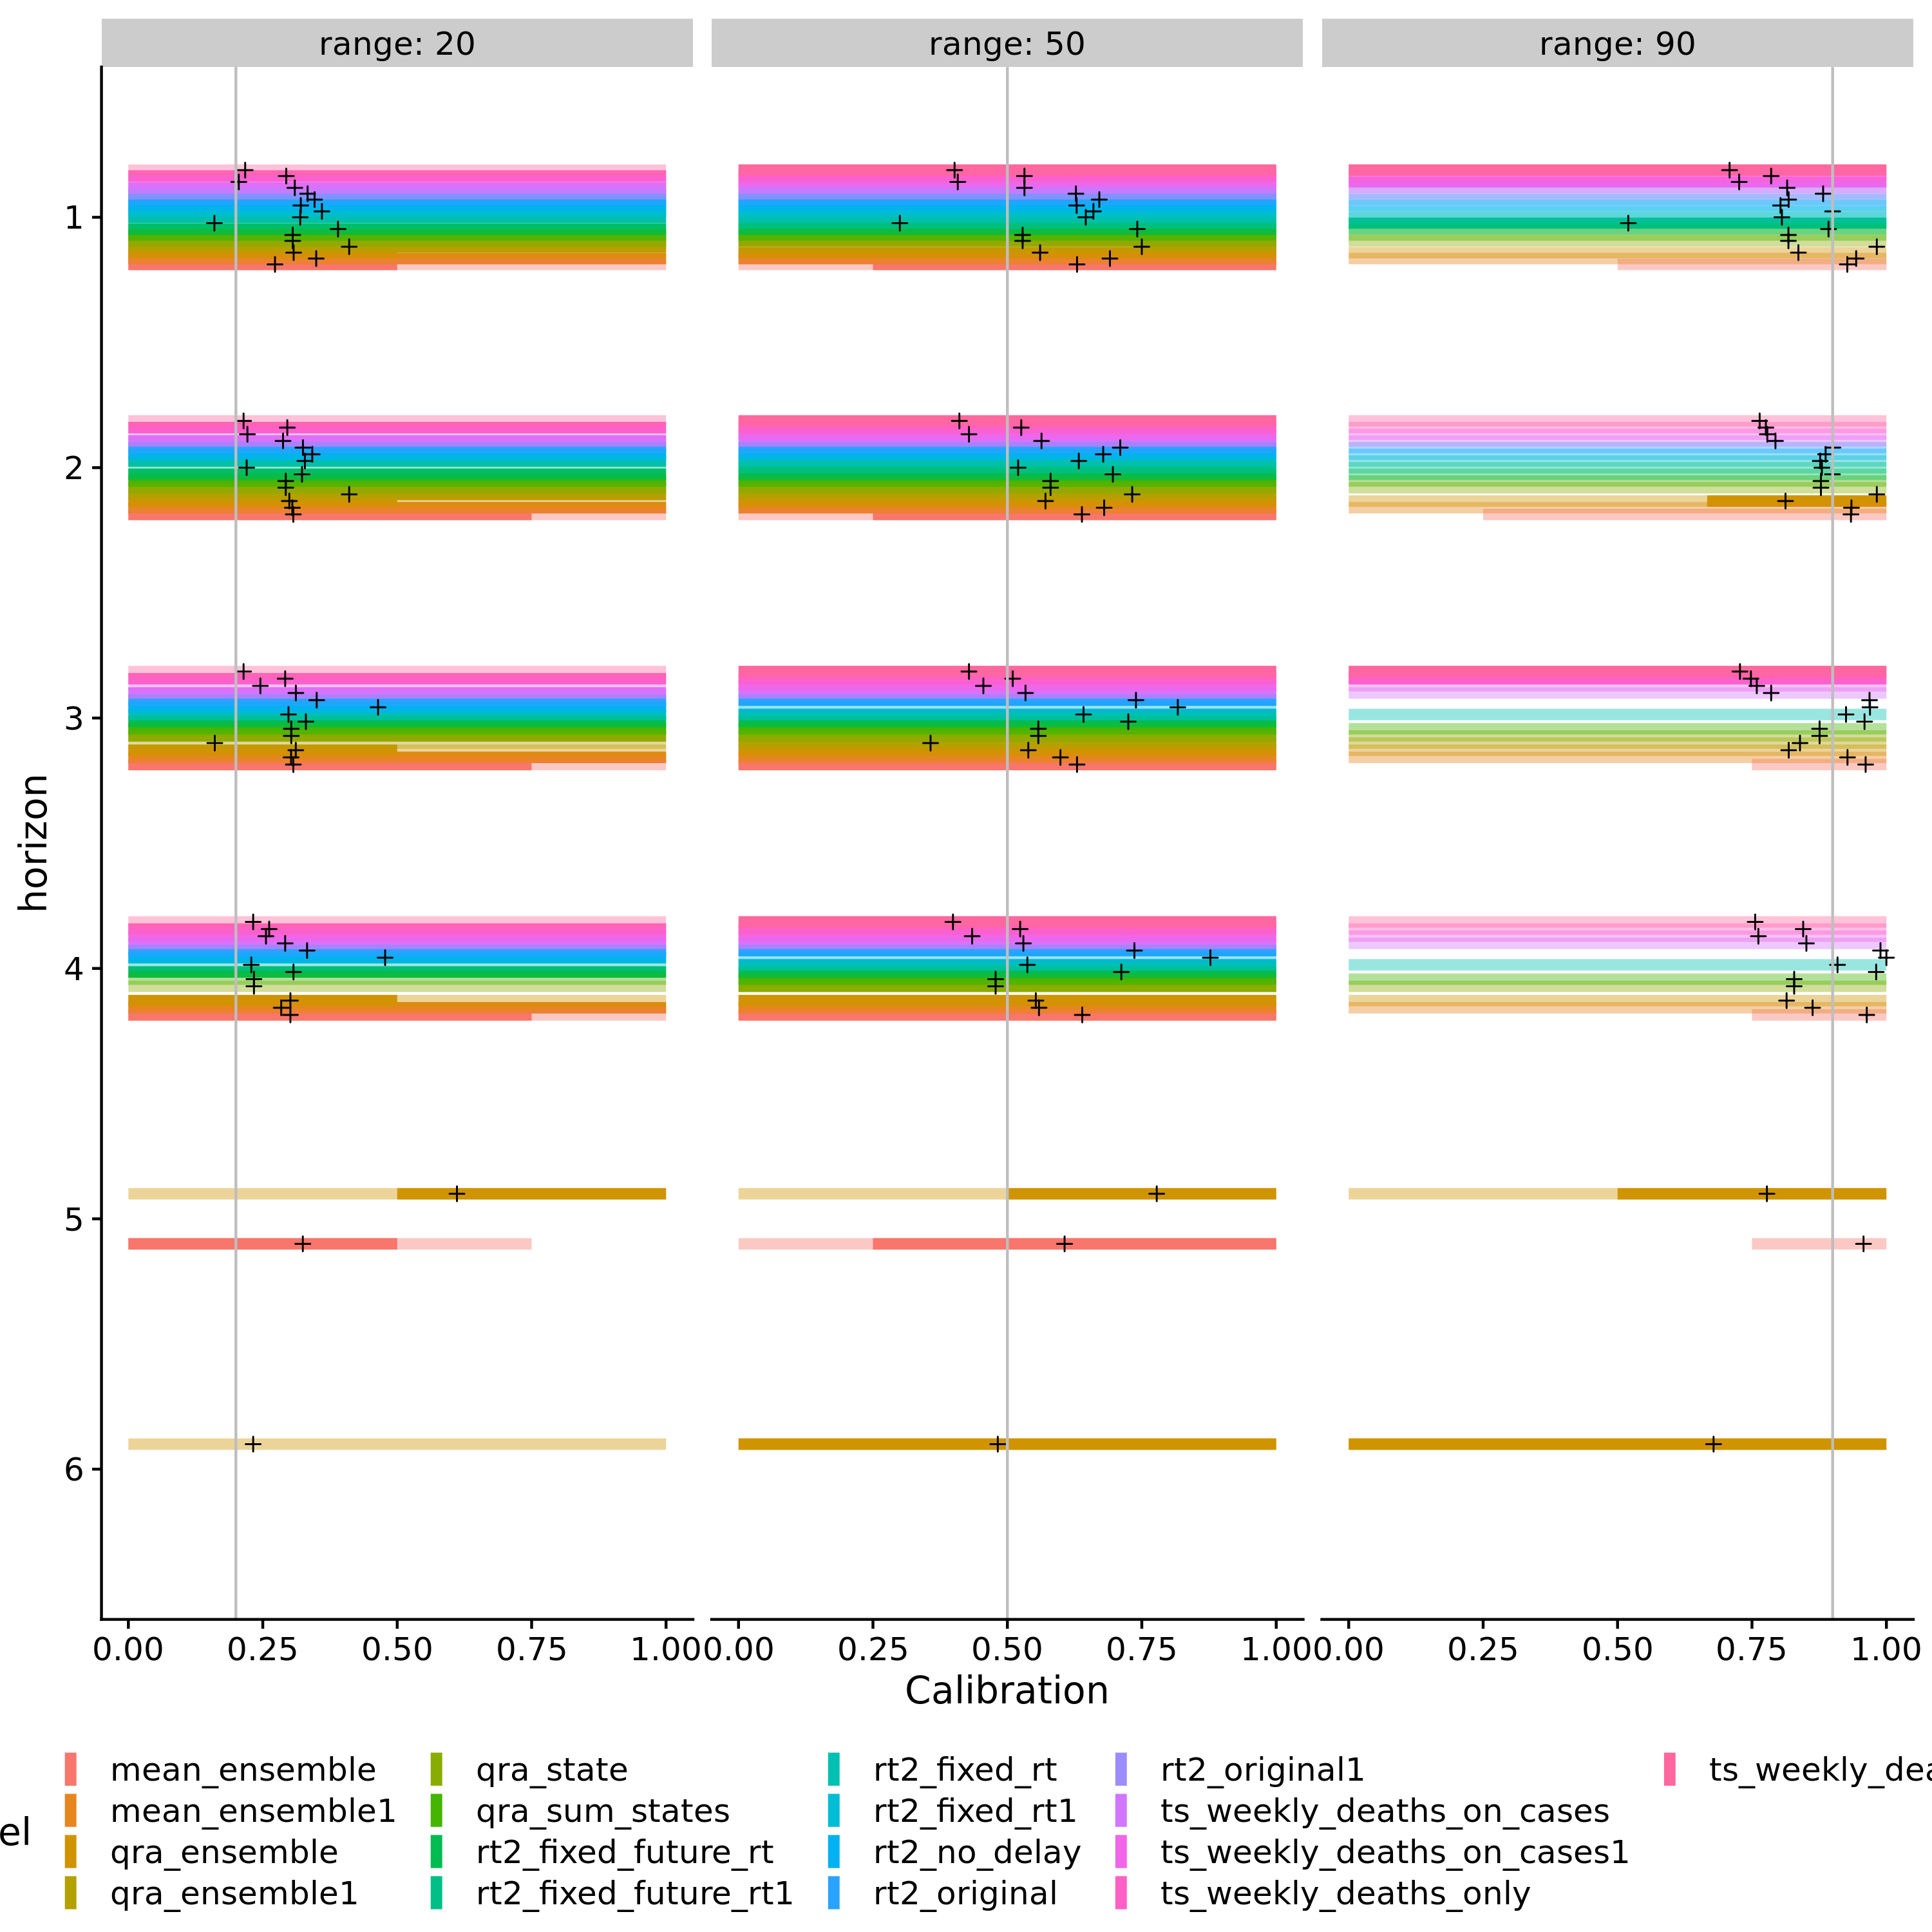 range: 20 range: 50 range: 90
1
2
3
4
5
6
horizon
0.00 0.25 0.50 0.75 1.00 0.00 0.25 0.50 0.75 1.00 0.00 0.25 0.50 0.75 1.00
Calibration
mean_ensemble qra_state rt2_fixed_rt rt2_original1 ts_weekly_dea
mean_ensemble1 qra_sum_states rt2_fixed_rt1 ts_weekly_deaths_on_cases
el
qra_ensemble rt2_fixed_future_rt rt2_no_delay ts_weekly_deaths_on_cases1
qra_ensemble1 rt2_fixed_future_rt1 rt2_original ts_weekly_deaths_only